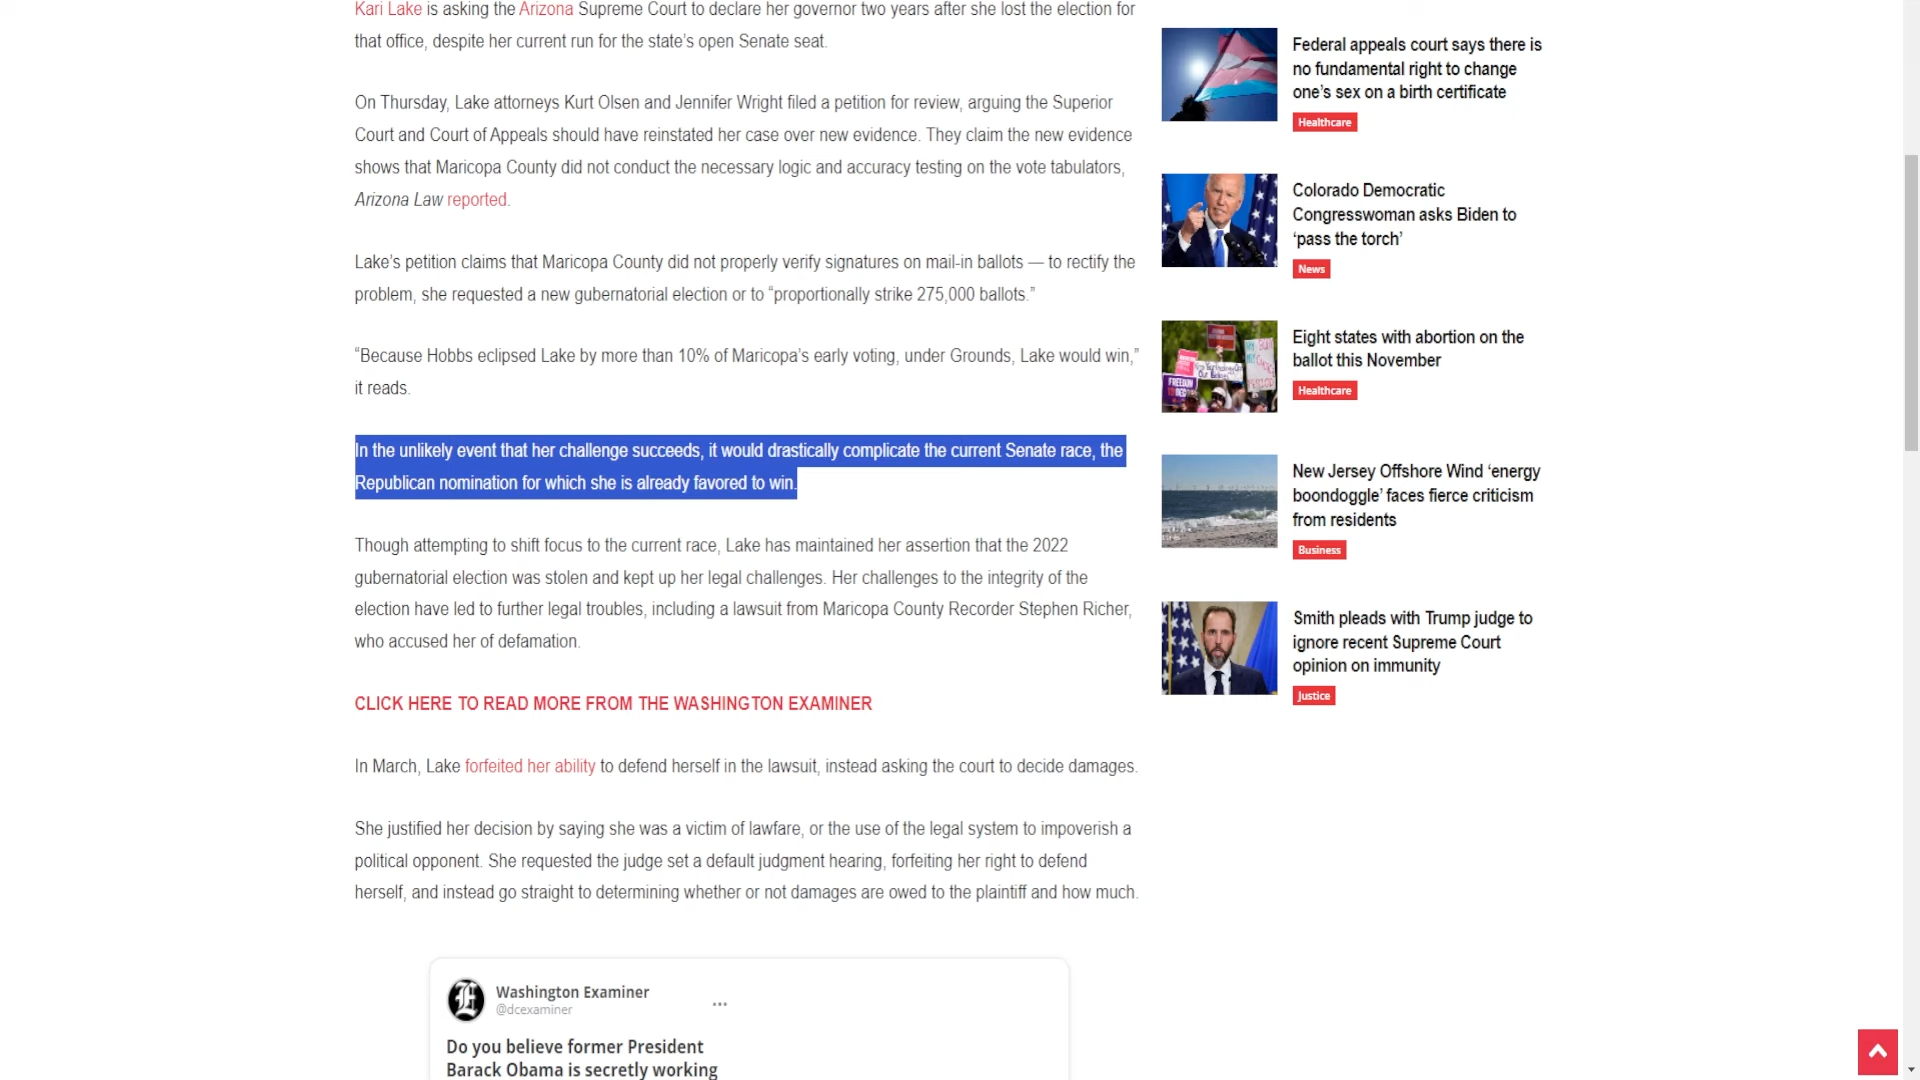 Kari Lake is asking the Arizona Supreme Court to declare her governor two years after she lost the election for
that office, despite her current run for the state’s open Senate seat.
On Thursday, Lake attorneys Kurt Olsen and Jennifer Wright filed a petition for review, arguing the Superior
Court and Court of Appeals should have reinstated her case over new evidence. They claim the new evidence
shows that Maricopa County did not conduct the necessary logic and accuracy testing on the vote tabulators,
Arizona Law reported.
Lake’s petition claims that Maricopa County did not properly verify signatures on mail-in ballots — to rectify the
problem, she requested a new gubernatorial election or to “proportionally strike 275,000 ballots.”
“Because Hobbs eclipsed Lake by more than 10% of Maricopa’s early voting, under Grounds, Lake would win,”
it reads.
In the unlikely event that her challenge succeeds, it would drastically complicate the current Senate race, the
Republican nomination for which she is already favored to win.
Though attempting to shift focus to the current race, Lake has maintained her assertion that the 2022
gubernatorial election was stolen and kept up her legal challenges. Her challenges to the integrity of the
election have led to further legal troubles, including a lawsuit from Maricopa County Recorder Stephen Richer,
who accused her of defamation.
CLICK HERE TO READ MORE FROM THE WASHINGTON EXAMINER
In March, Lake forfeited her ability to defend herself in the lawsuit, instead asking the court to decide damages.
She justified her decision by saying she was a victim of lawfare, or the use of the legal system to impoverish a
political opponent. She requested the judge set a default judgment hearing, forfeiting her right to defend
herself, and instead go straight to determining whether or not damages are owed to the plaintiff and how much.
Washington Examiner
@dcexaminer
Do you believe former President
Barack Obama is secretly working
Federal appeals court says there is
no fundamental right to change
one’s sex on a birth certificate
Healthcare
Colorado Democratic
Congresswoman asks Biden to
‘pass the torch’
News
Eight states with abortion on the
ballot this November
Healthcare
New Jersey Offshore Wind ‘energy
boondoggle’ faces fierce criticism
from residents
Business
Smith pleads with Trump judge to
ignore recent Supreme Court
opinion on immunity
Justice